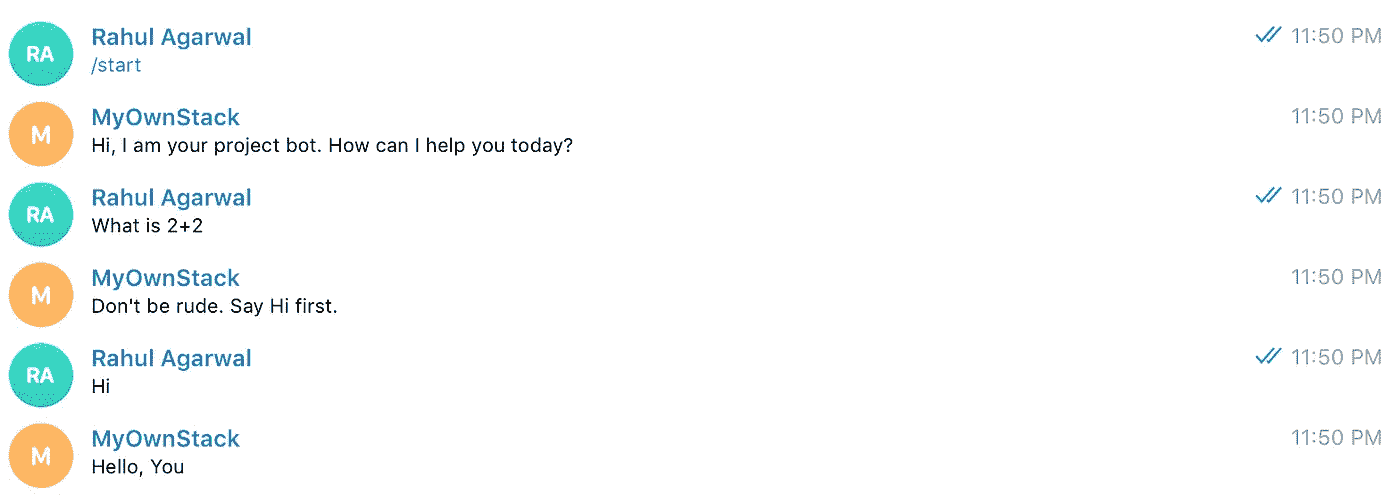 RA
Rahul Agarwal
11:50 PM
/start
M
MyOwnStack
11:50 PM
Hi, I am your project bot. How can I help you today?
RA
Rahul Agarwal
11:50 PM
What is 2+2
M
MyOwnStack
11:50 PM
Don't be rude. Say Hi first.
RA
Rahul Agarwal
11:50 PM
Hi
M
MyOwnStack
11:50 PM
Hello, You